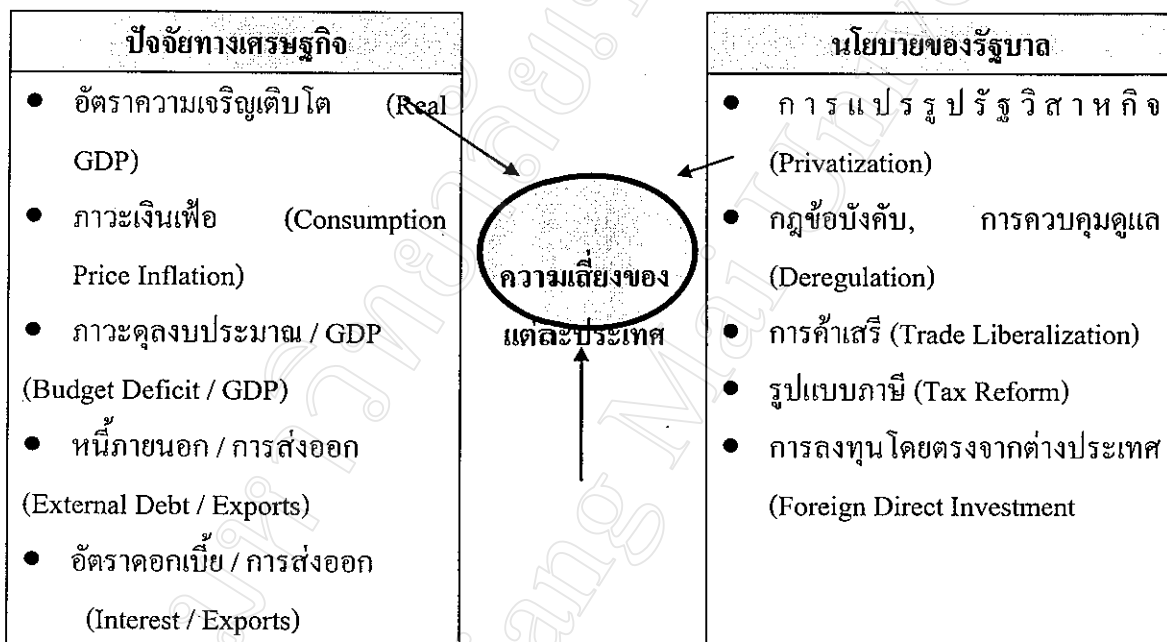 ปัจจัยทางเศรษฐกิจ
● อัตราความเจริญเติบโต (Real
GDP)
● ภาวะเงินเฟ้อ (Consumption
Price Inflation)
● ภาวะดุลงบประมาณ / GDP
(Budget Deficit / GDP)
● หนี้ภายนอก / การส่งออก
(External Debt / Exports)
● อัตราดอกเบี้ย / การส่งออก
(Interest / Exports)
ความเสี่ยงของ
แต่ละประเทศ
นโยบายของรัฐบาล
● การแปรรูปรัฐวิสาหกิจ
(Privatization)
● กฎข้อบังคับ, การควบคุมดูแล
(Deregulation)
● การค้าเสรี (Trade Liberalization)
● รูปแบบภาษี (Tax Reform)
● การลงทุนโดยตรงจากต่างประเทศ
(Foreign Direct Investment